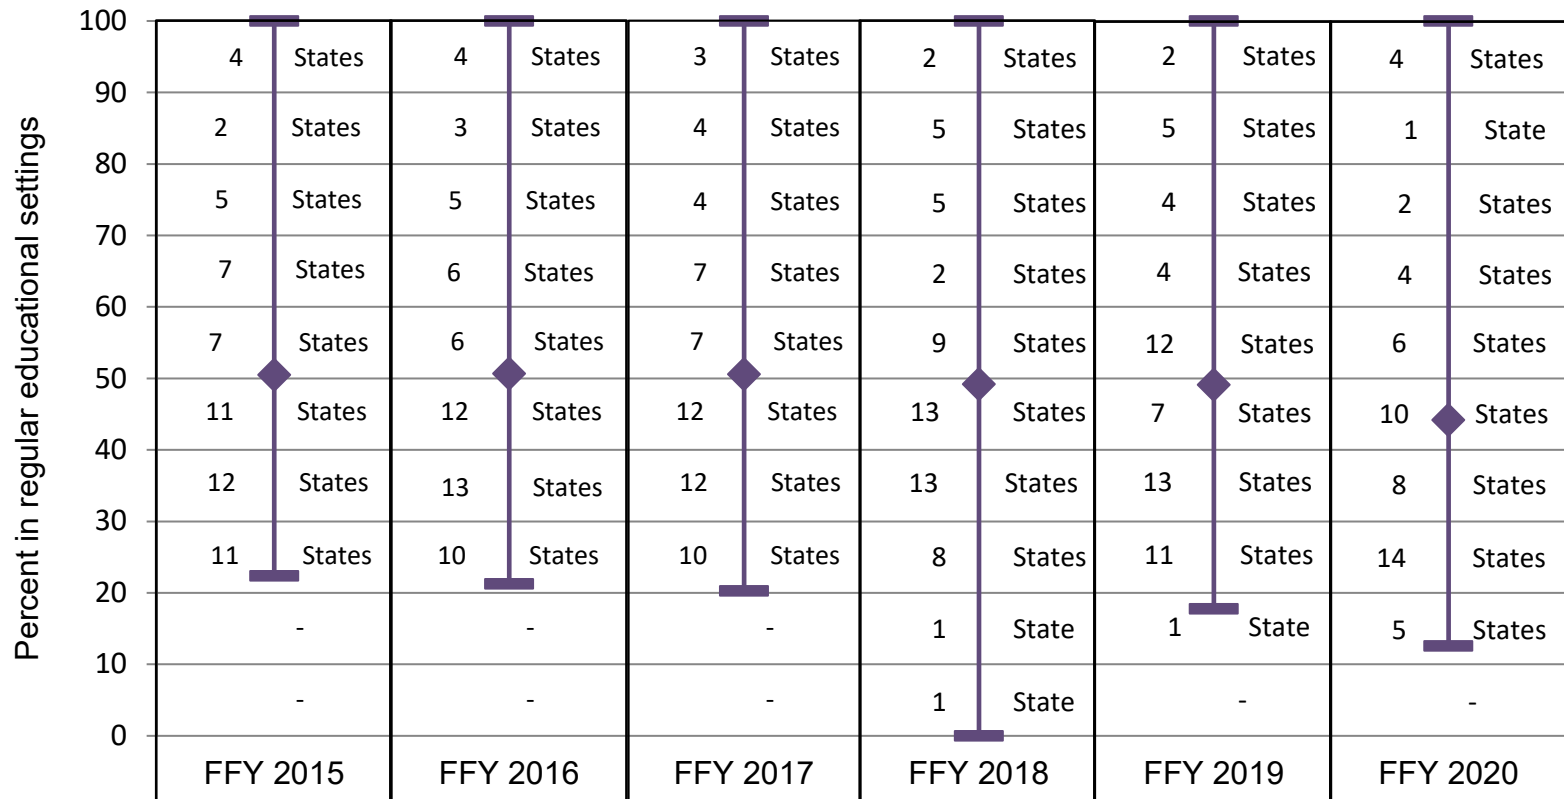 Percent in regular educational settings
100
4 States 4 States 3 States 2 States 2 States 4 States
90
2 States 3 States 4 States 5 States 5 States 1 State
80
5 States 5 States 4 States 5 States 4 States 2 States
70
7 States 6 States 7 States 2 States 4 States 4 States
60
7 States 6 States 7 States 9 States 12 States 6 States
50
11 States 12 States 12 States 13 States 7 States 10 States
40
12 States 13 States 12 States 13 States 13 States 8 States
30
11 States 10 States 10 States 8 States 11 States 14 States
20
- - - 1 State 1 State 5 States
10
- - - 1 State - -
0
FFY 2015 FFY 2016 FFY 2017 FFY 2018 FFY 2019 FFY 2020